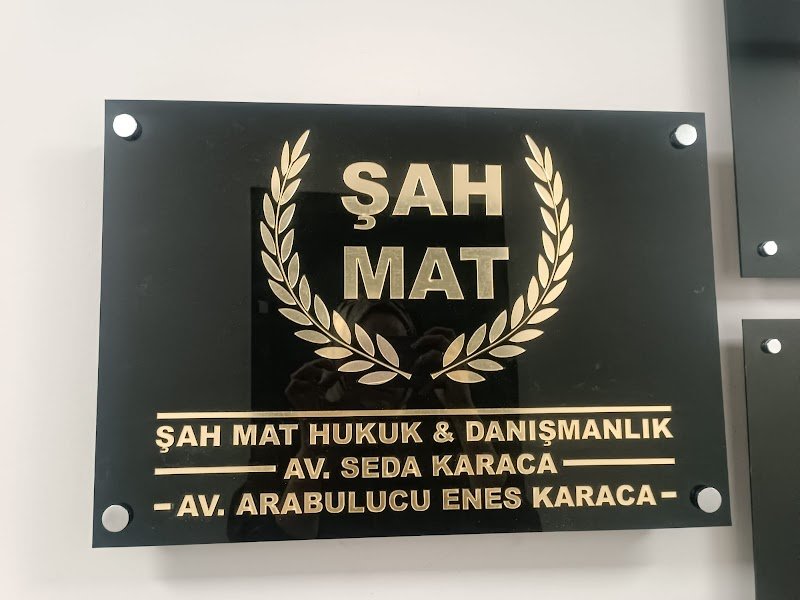 ŞAH
MAT
ŞAH MAT HUKUK & DANIŞMANLIK
AV. SEDA KARACA
AV. ARABULUCU ENES KARACA